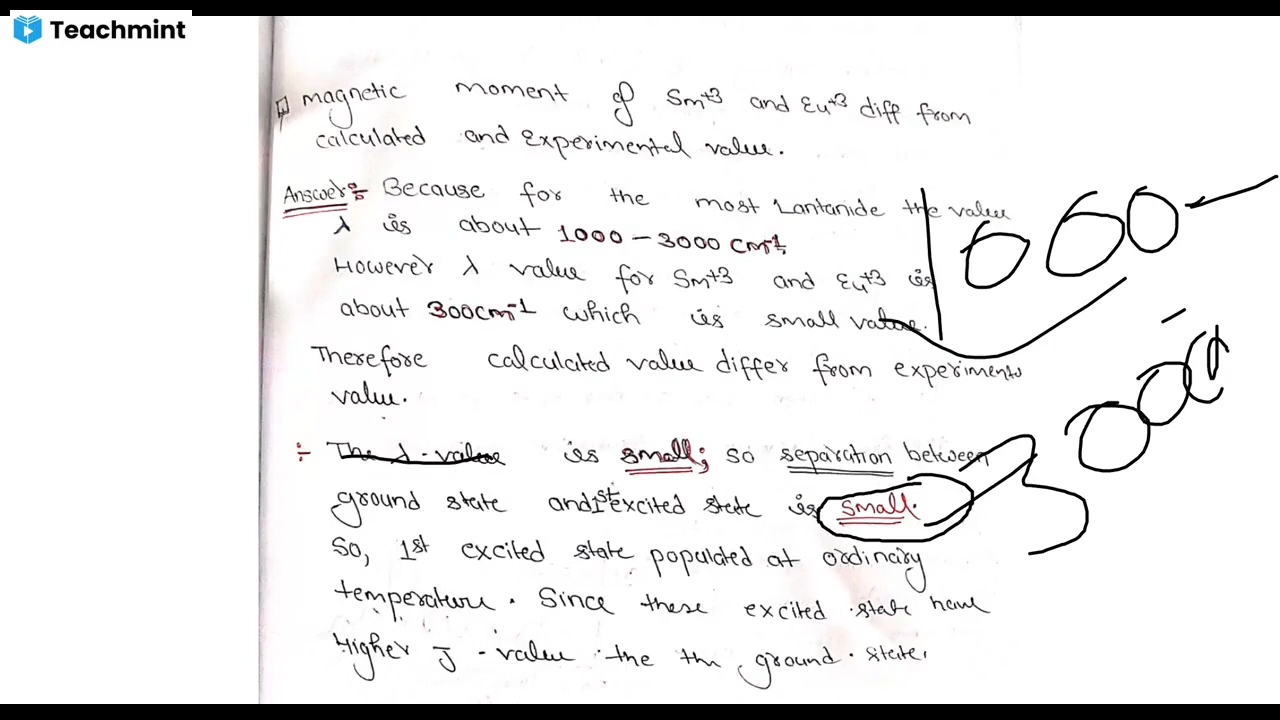 Teachmint
magnetic moment of Sm+3 and Eu+3 diff from
calculated and experimental value.
Answer:- Because for the most Lantanide the value
λ is about 1000 – 3000 cm-1.
However λ value for Sm+3 and Eu+3 is
about 300cm-1 which is small value.
Therefore calculated value differ from experiments
value.
÷ The λ - value is small; so separation between
ground state and 1st excited state is small.
So, 1st excited state populated at ordinary
temperature. Since these excited state have
Higher J - value the the ground state.
660
3000